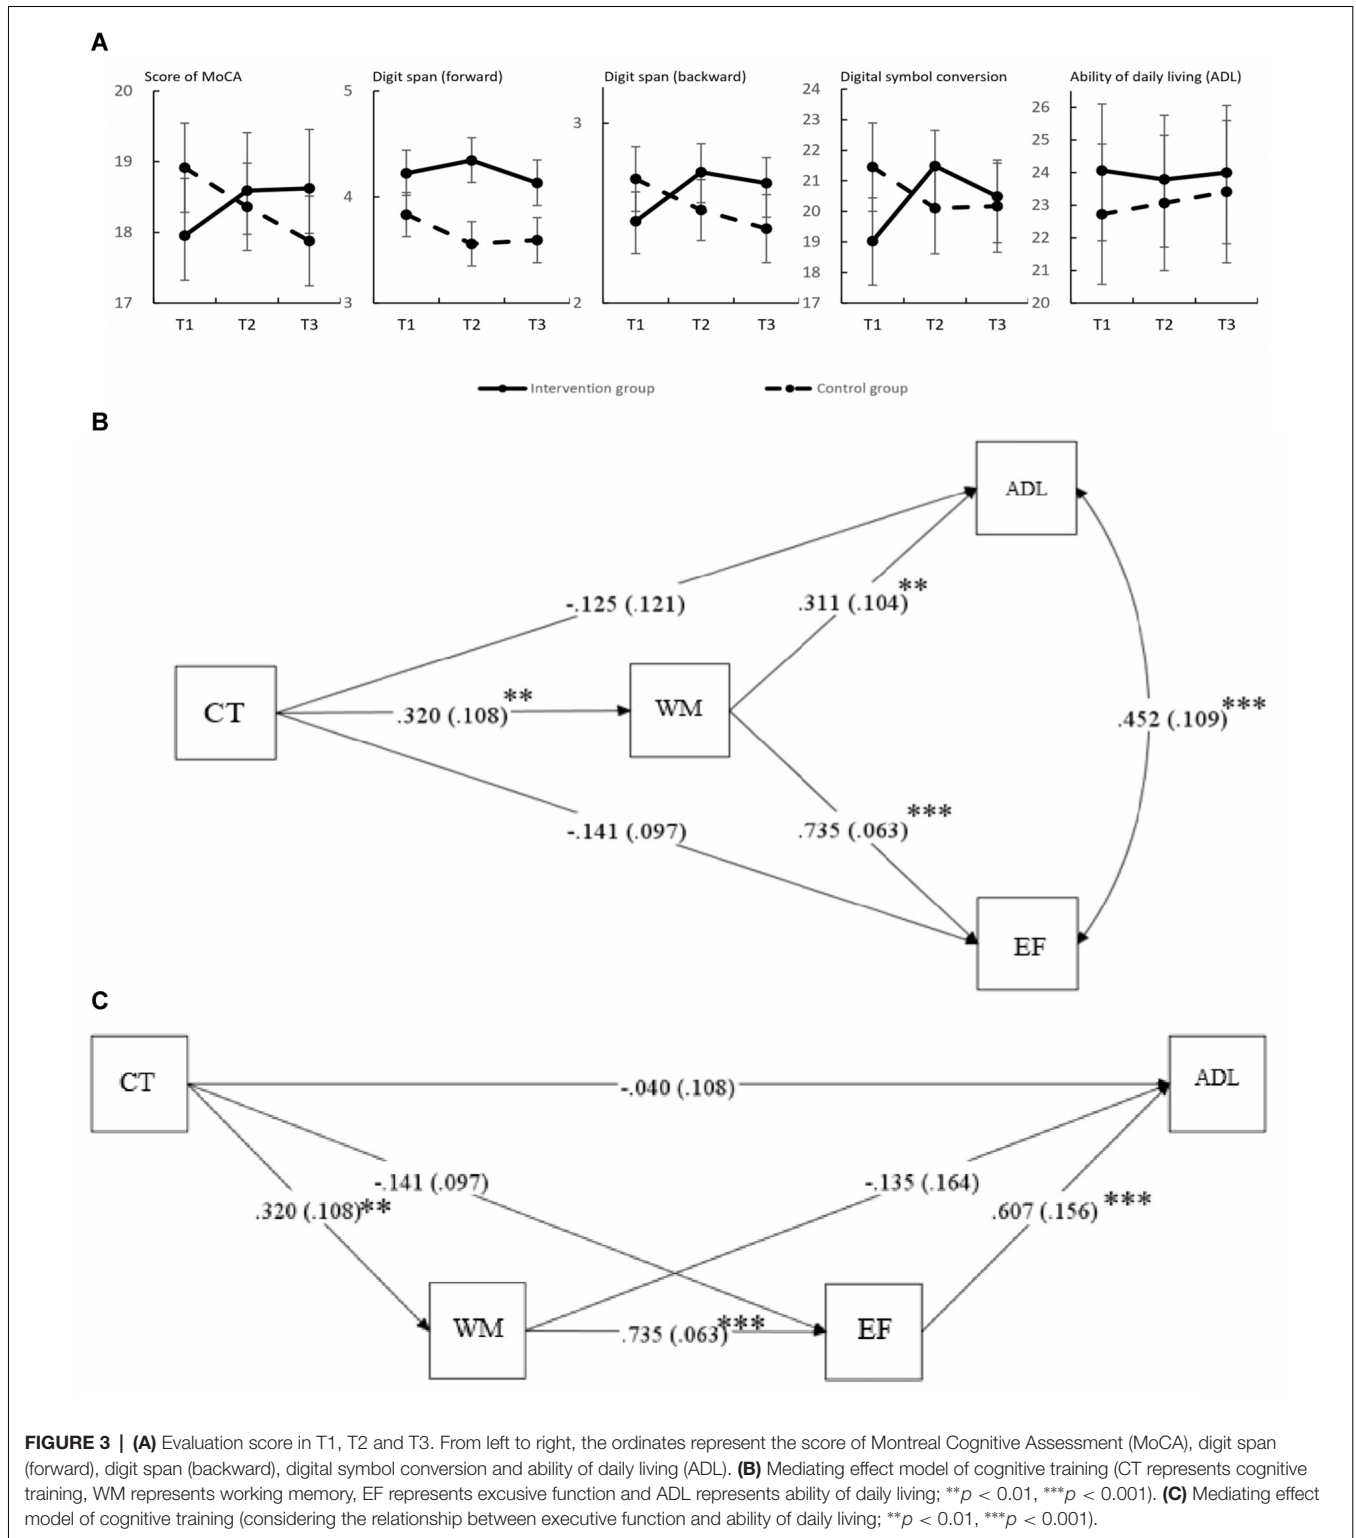 A
Score of MoCA
Digit span (forward)
Digit span (backward)
Digital symbol conversion
Ability of daily living (ADL)
20
19
18
17
T1 T2 T3
5
4
3
T1 T2 T3
3
2
T1 T2 T3
24
23
22
21
20
19
18
17
T1 T2 T3
26
25
24
23
22
21
20
T1 T2 T3
Intervention group Control group
B
ADL
-.125 (.121)
.311 (.104)**
CT
.320 (.108)**
WM
.452 (.109)***
-.141 (.097)
.735 (.063)***
EF
C
CT
-.040 (.108)
ADL
-.141 (.097)
-.135 (.164)
.320 (.108)**
.607 (.156)***
WM
.735 (.063)***
EF
FIGURE 3 | (A) Evaluation score in T1, T2 and T3. From left to right, the ordinates represent the score of Montreal Cognitive Assessment (MoCA), digit span
(forward), digit span (backward), digital symbol conversion and ability of daily living (ADL). (B) Mediating effect model of cognitive training (CT represents cognitive
training, WM represents working memory, EF represents excusive function and ADL represents ability of daily living; **p < 0.01, ***p < 0.001). (C) Mediating effect
model of cognitive training (considering the relationship between executive function and ability of daily living; **p < 0.01, ***p < 0.001).